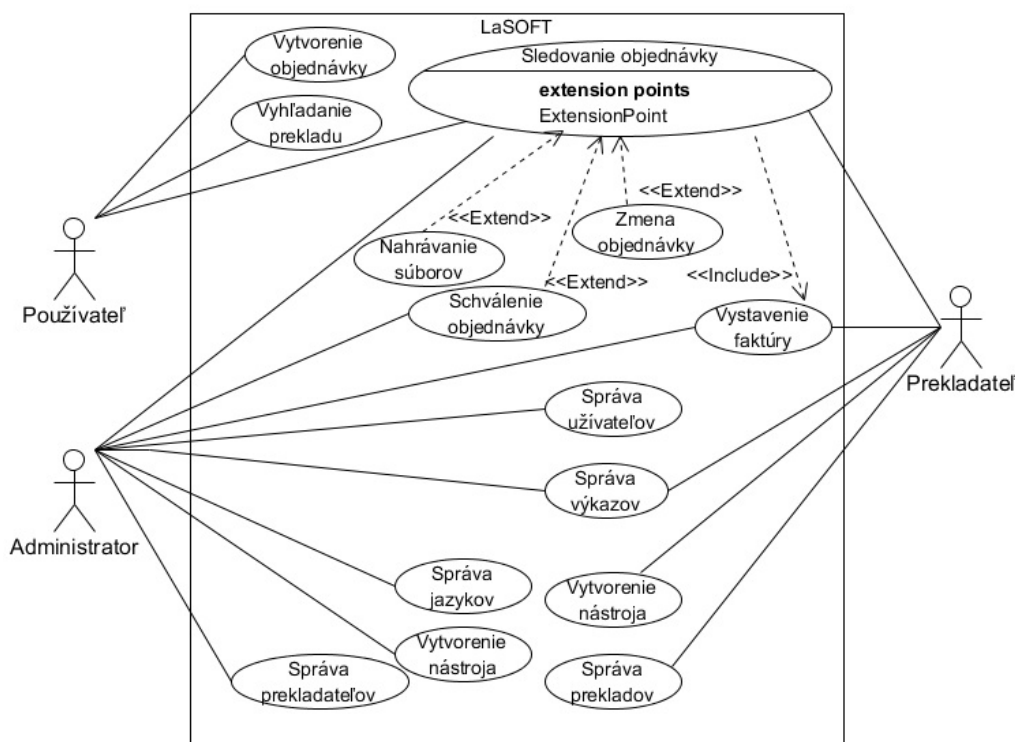 LaSOFT
Vytvorenie
objednávky
Sledovanie objednávky
extension points
ExtensionPoint
Vyhľadanie
prekladu
<<Extend>>
<<Extend>>
Zmena
objednávky
Nahrávanie
súborov
<<Extend>>
<<Include>>
Používateľ
Schválenie
objednávky
Vystavenie
faktúry
Prekladateľ
Správa
užívateľov
Správa
výkazov
Administrator
Správa
jazykov
Vytvorenie
nástroja
Vytvorenie
nástroja
Správa
prekladateľov
Správa
prekladov